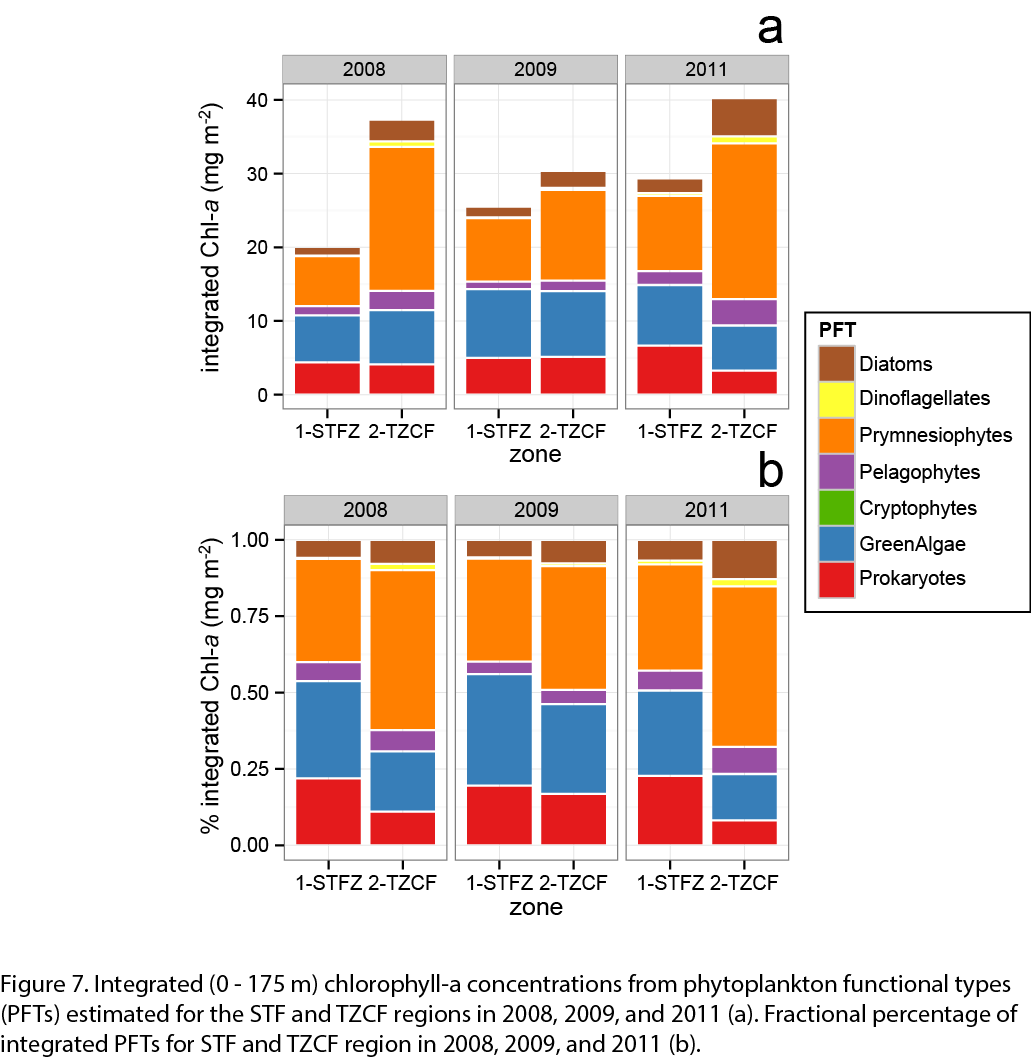 a
2008 2009 2011
integrated Chl-a (mg m-2)
40
30
20
10
0
1-STFZ 2-TZCF 1-STFZ 2-TZCF 1-STFZ 2-TZCF
zone
b
2008 2009 2011
% integrated Chl-a (mg m-2)
1.00
0.75
0.50
0.25
0.00
1-STFZ 2-TZCF 1-STFZ 2-TZCF 1-STFZ 2-TZCF
zone
PFT
Diatoms
Dinoflagellates
Prymnesiophytes
Pelagophytes
Cryptophytes
GreenAlgae
Prokaryotes
Figure 7. Integrated (0 - 175 m) chlorophyll-a concentrations from phytoplankton functional types
(PFTs) estimated for the STF and TZCF regions in 2008, 2009, and 2011 (a). Fractional percentage of
integrated PFTs for STF and TZCF region in 2008, 2009, and 2011 (b).